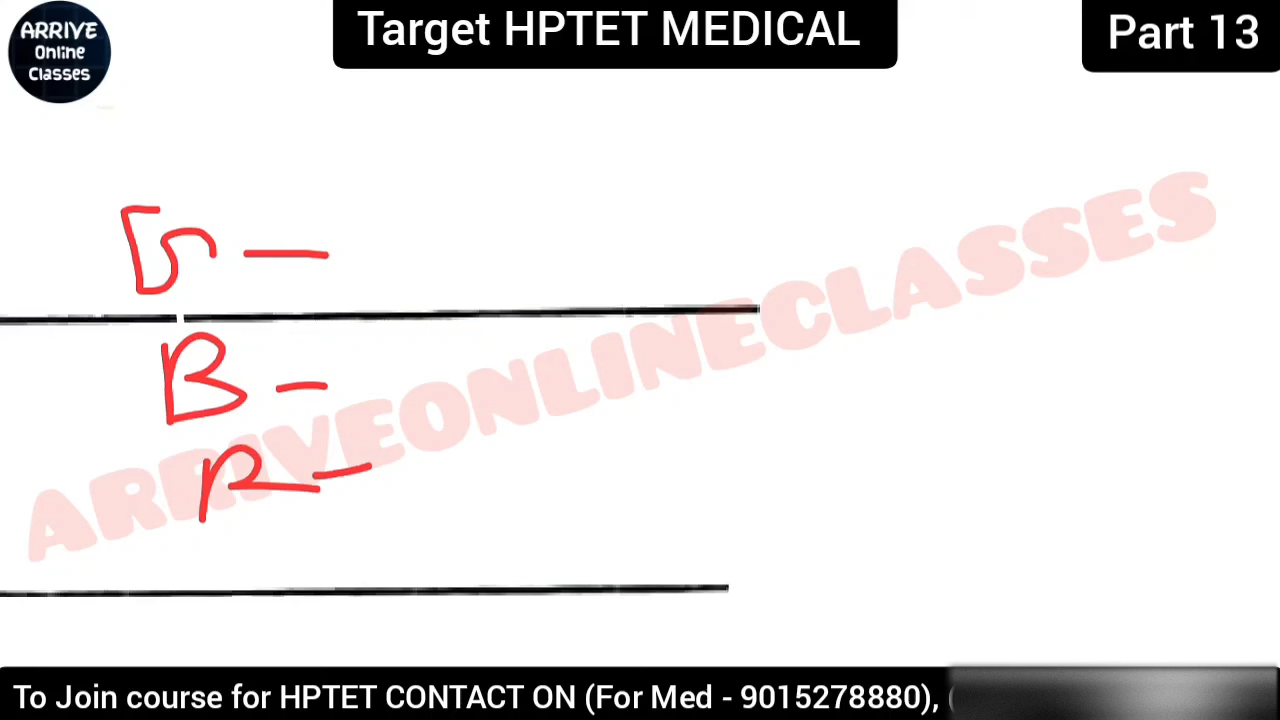 ARRIVE
Online
Classes
Target HPTET MEDICAL
Part 13
B -
R -
ARRIVEONLINECLASSES
To Join course for HPTET CONTACT ON (For Med - 9015278880), (